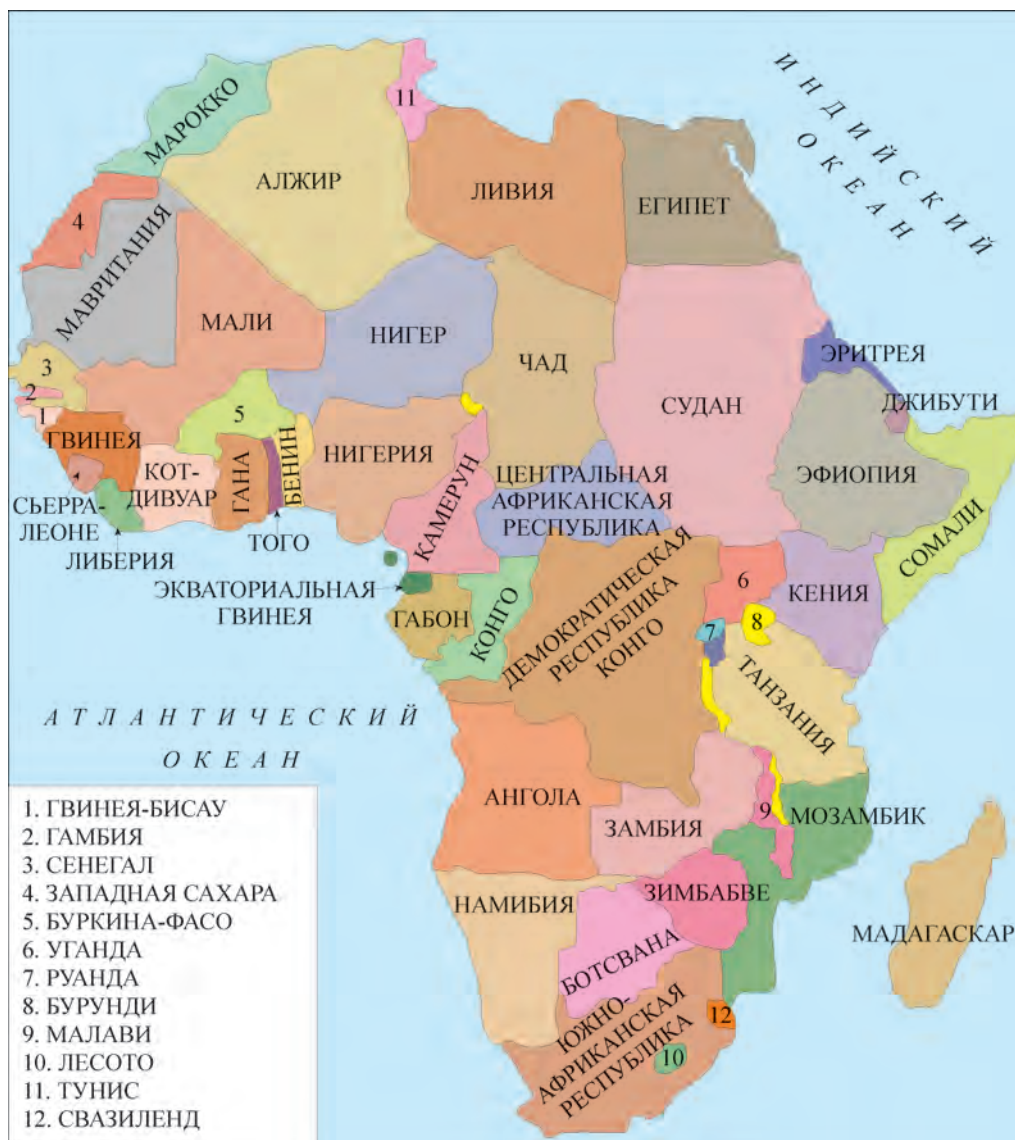 ИНДИЙСКИЙ
ОКЕАН
МАРОККО
11
АЛЖИР
ЛИВИЯ
ЕГИПЕТ
4
МАВРИТАНИЯ
МАЛИ
НИГЕР
ЧАД
СУДАН
ЭРИТРЕЯ
ДЖИБУТИ
3
2
1
5
ГВИНЕЯ
КОТ-
ДИВУАР
ГАНА
БЕНИН
НИГЕРИЯ
КАМЕРУН
ЦЕНТРАЛЬНАЯ
АФРИКАНСКАЯ
РЕСПУБЛИКА
ЭФИОПИЯ
СОМАЛИ
СЬЕРРА-
ЛЕОНЕ
ЛИБЕРИЯ
ТОГО
ЭКВАТОРИАЛЬНАЯ
ГВИНЕЯ
ГАБОН
КОНГО
ДЕМОКРАТИЧЕСКАЯ
РЕСПУБЛИКА
КОНГО
6
КЕНИЯ
7
8
ТАНЗАНИЯ
АТЛАНТИЧЕСКИЙ
ОКЕАН
АНГОЛА
ЗАМБИЯ
9
МОЗАМБИК
НАМИБИЯ
ЗИМБАБВЕ
БОТСВАНА
МАДАГАСКАР
ЮЖНО-
АФРИКАНСКАЯ
РЕСПУБЛИКА
12
10
1. ГВИНЕЯ-БИСАУ
2. ГАМБИЯ
3. СЕНЕГАЛ
4. ЗАПАДНАЯ САХАРА
5. БУРКИНА-ФАСО
6. УГАНДА
7. РУАНДА
8. БУРУНДИ
9. МАЛАВИ
10. ЛЕСОТО
11. ТУНИС
12. СВАЗИЛЕНД